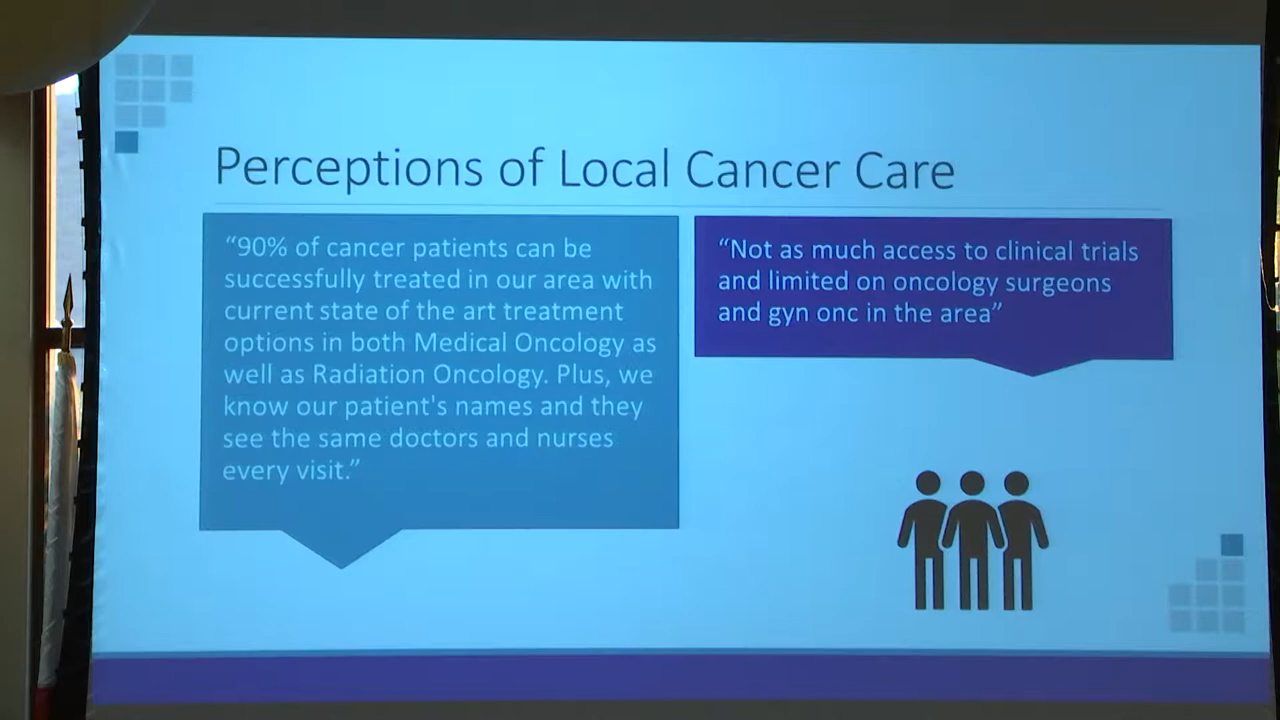 Perceptions of Local Cancer Care
“90% of cancer patients can be
successfully treated in our area with
current state of the art treatment
options in both Medical Oncology as
well as Radiation Oncology. Plus, we
know our patient's names and they
see the same doctors and nurses
every visit.”
“Not as much access to clinical trials
and limited on oncology surgeons
and gyn onc in the area”